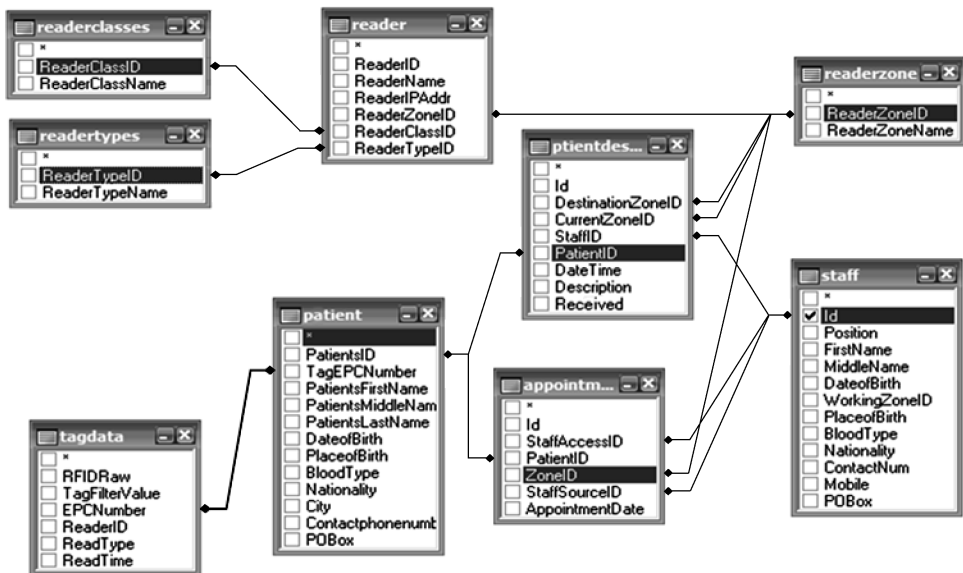 readerclasses
*
ReaderClassID
ReaderClassName
readertypes
*
ReaderTypeID
ReaderTypeName
reader
*
ReaderID
ReaderName
ReaderIPAddr
ReaderZoneID
ReaderClassID
ReaderTypeID
readerzone
*
ReaderZoneID
ReaderZoneName
ptientdes...
*
Id
DestinationZoneID
CurrentZoneID
StaffID
PatientID
DateTime
Description
Received
staff
*
Id
Position
FirstName
MiddleName
DateofBirth
WorkingZoneID
PlaceofBirth
BloodType
Nationality
ContactNum
Mobile
POBox
patient
*
PatientsID
TagEPCNumber
PatientsFirstName
PatientsMiddleNam
PatientsLastName
DateofBirth
PlaceofBirth
BloodType
Nationality
City
Contactphonenumb
POBox
appointm...
*
Id
StaffAccessID
PatientID
ZoneID
StaffSourceID
AppointmentDate
tagdata
*
RFIDRaw
TagFilterValue
EPCNumber
ReaderID
ReadType
ReadTime